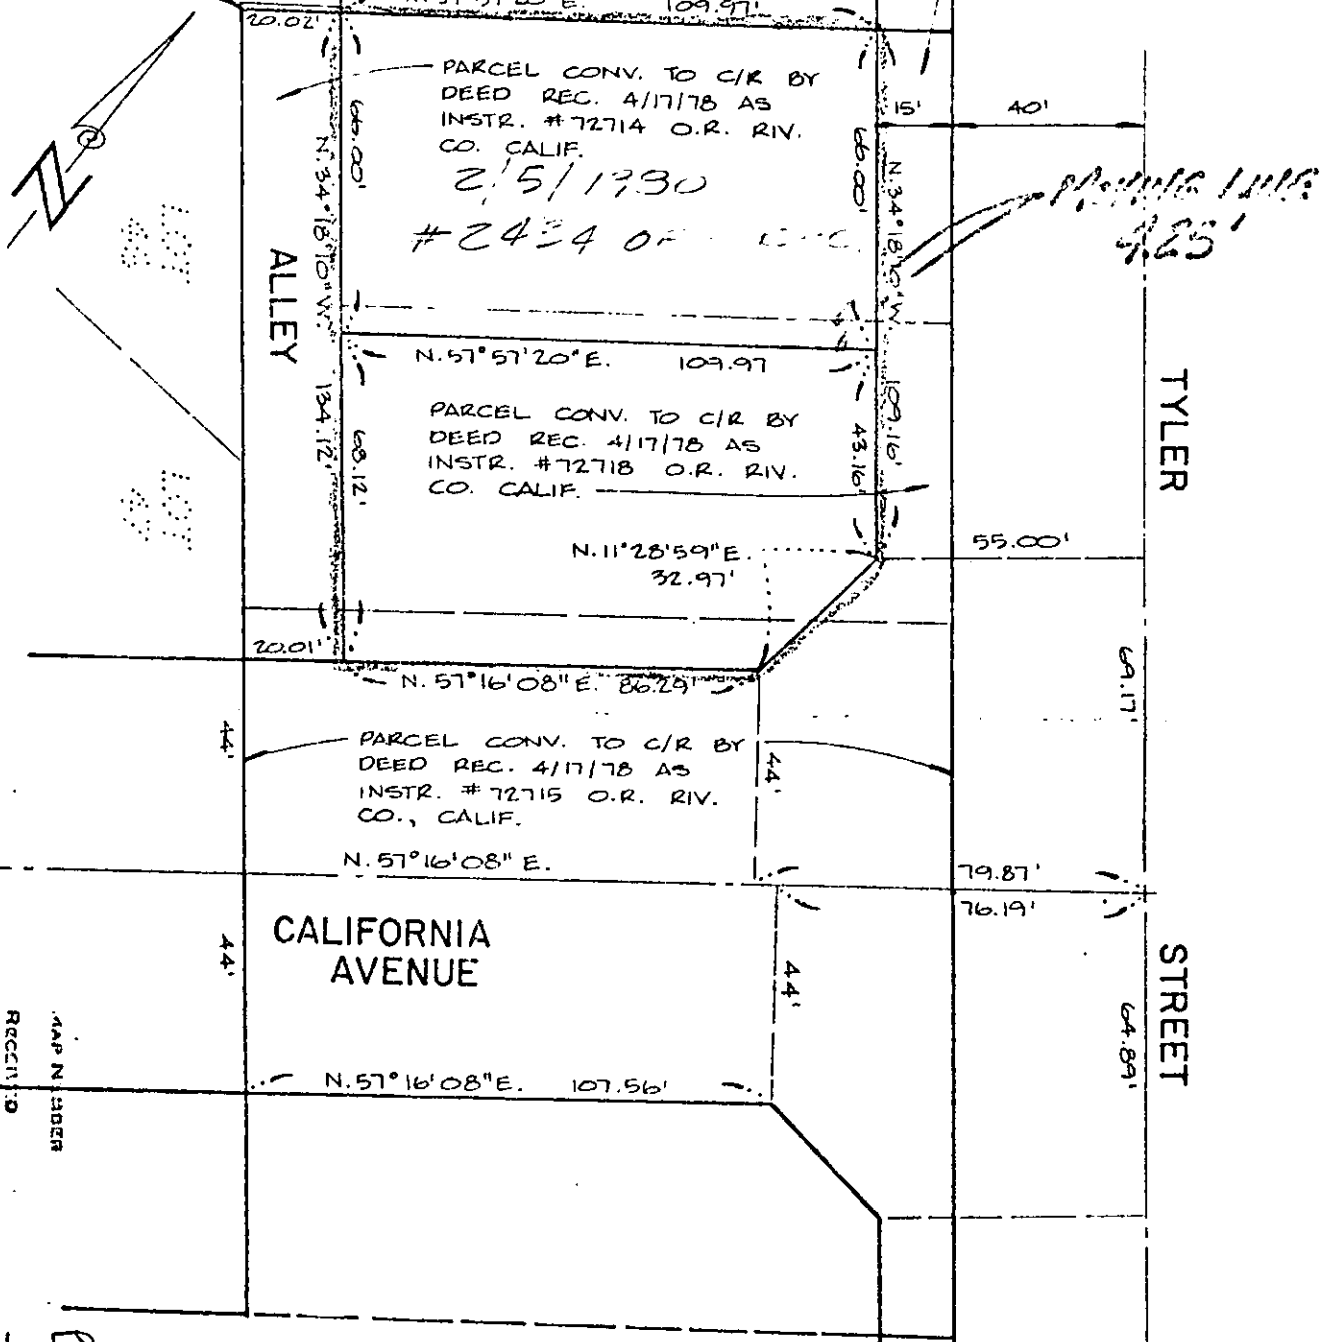 109.97'
20.02'
PARCEL CONV. TO C/R BY
DEED REC. 4/17/78 AS
INSTR. #72714 O.R. RIV.
CO. CALIF.
15'
40'
66.00'
66.00'
N. 34°18'10" W.
N. 34°18'10" W.
4.25'
N
ALLEY
N. 57°57'20" E. 109.97
134.12'
68.12'
109.16'
43.16'
PARCEL CONV. TO C/R BY
DEED REC. 4/17/78 AS
INSTR. #72718 O.R. RIV.
CO. CALIF.
TYLER
N. 11°28'59" E.
32.97'
55.00'
20.01'
N. 57°16'08" E. 86.29'
69.17'
44'
PARCEL CONV. TO C/R BY
DEED REC. 4/17/78 AS
INSTR. #72715 O.R. RIV.
CO., CALIF.
44'
N. 57°16'08" E.
79.87'
76.19'
CALIFORNIA
AVENUE
44'
44'
STREET
64.89'
N. 57°16'08" E. 107.56'